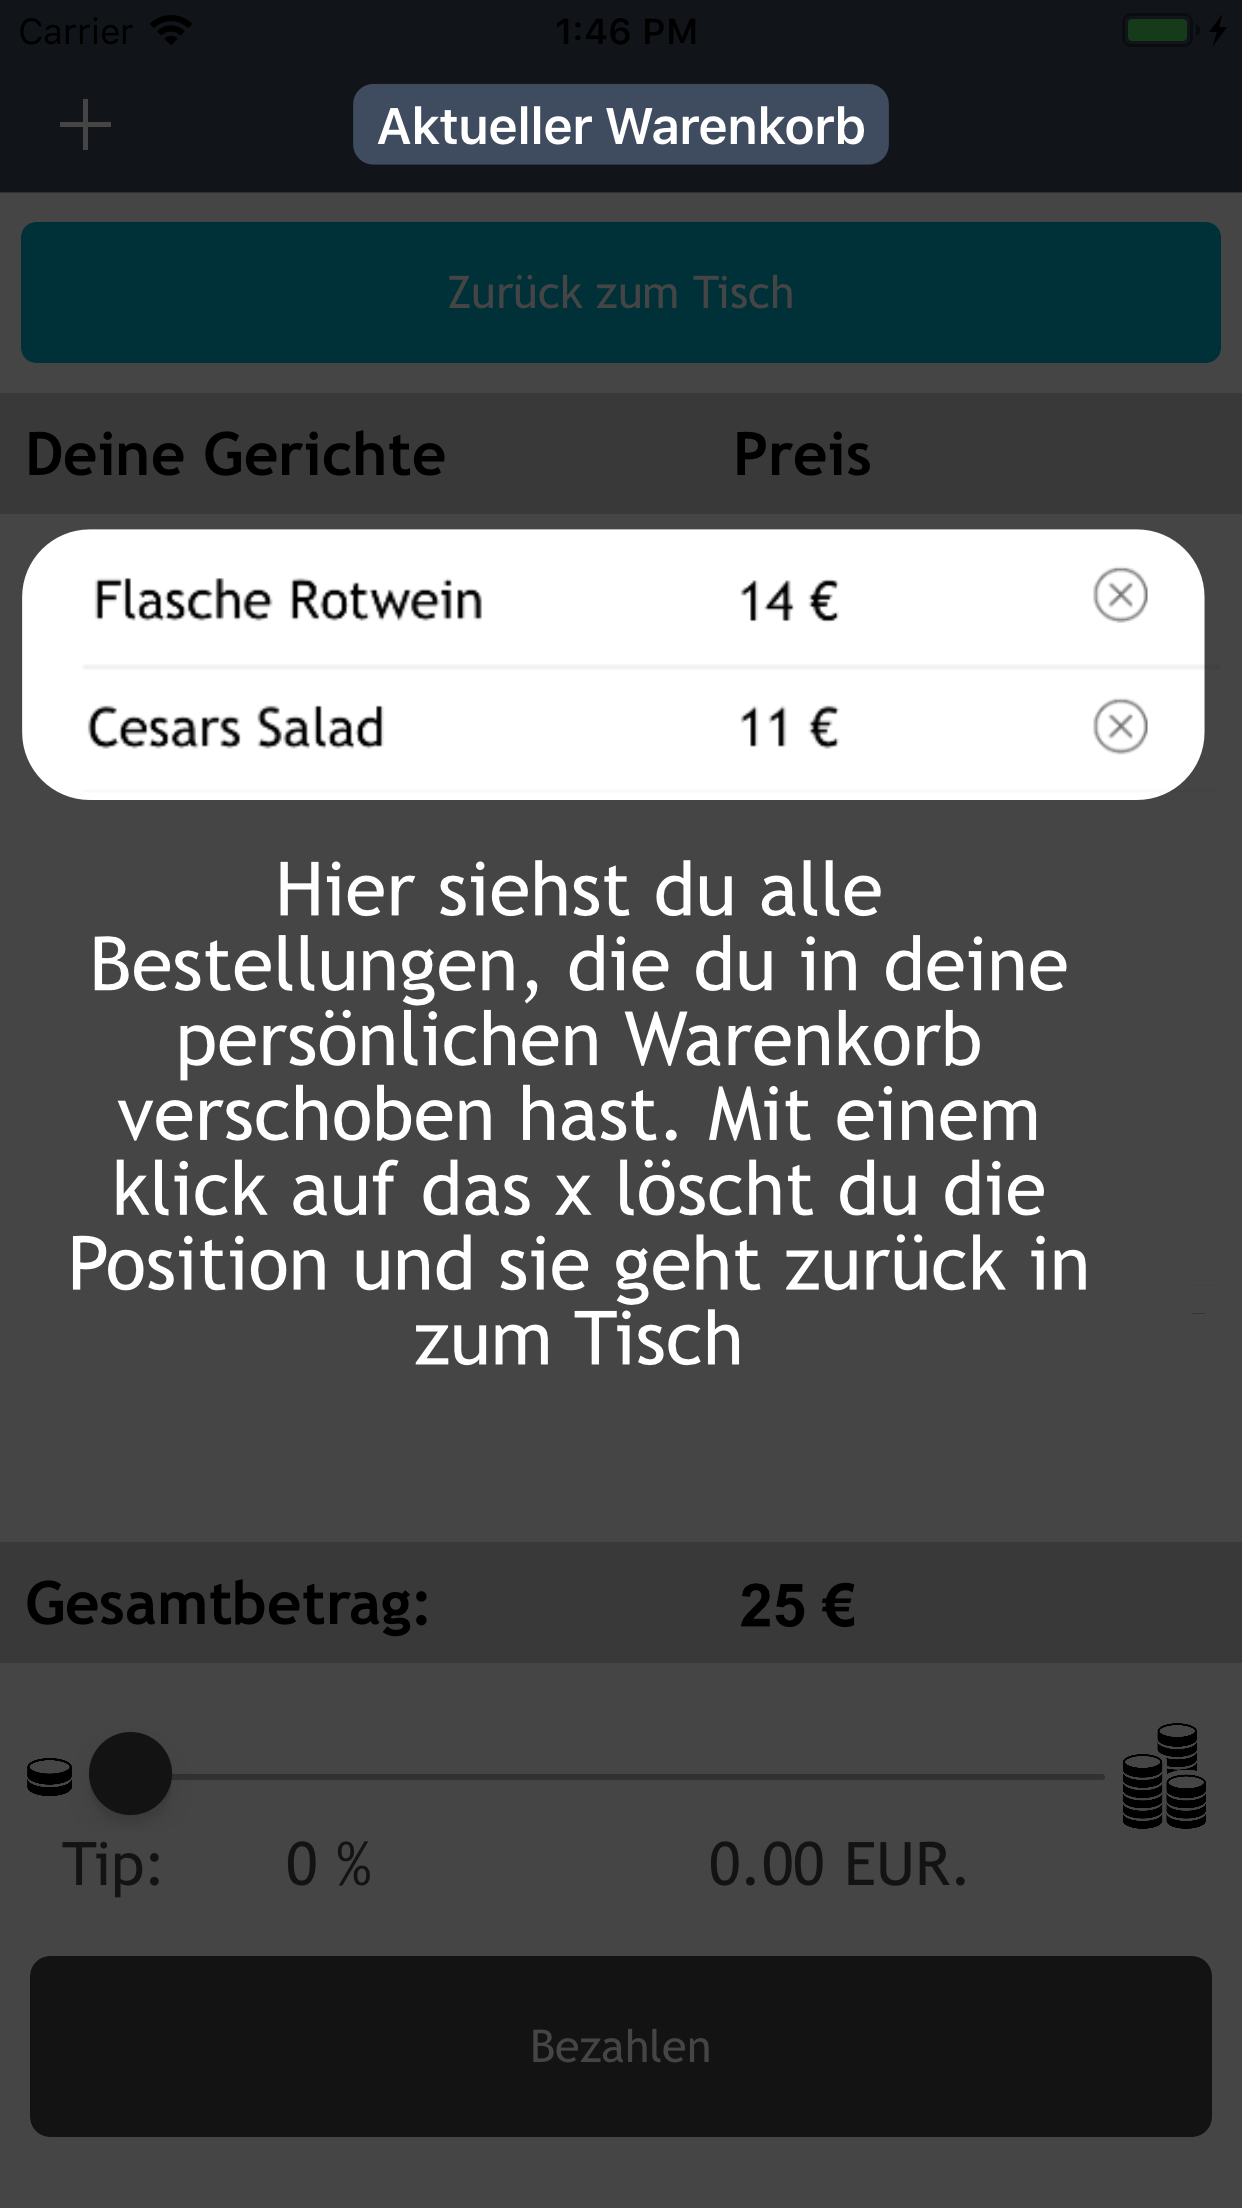 Carrier 1:46 PM
Aktueller Warenkorb
Zurück zum Tisch
Deine Gerichte Preis
Flasche Rotwein 14 €
Cesars Salad 11 €
Hier siehst du alle
Bestellungen, die du in deine
persönlichen Warenkorb
verschoben hast. Mit einem
klick auf das x löscht du die
Position und sie geht zurück in
zum Tisch
Gesamtbetrag: 25 €
Tip: 0 % 0.00 EUR.
Bezahlen